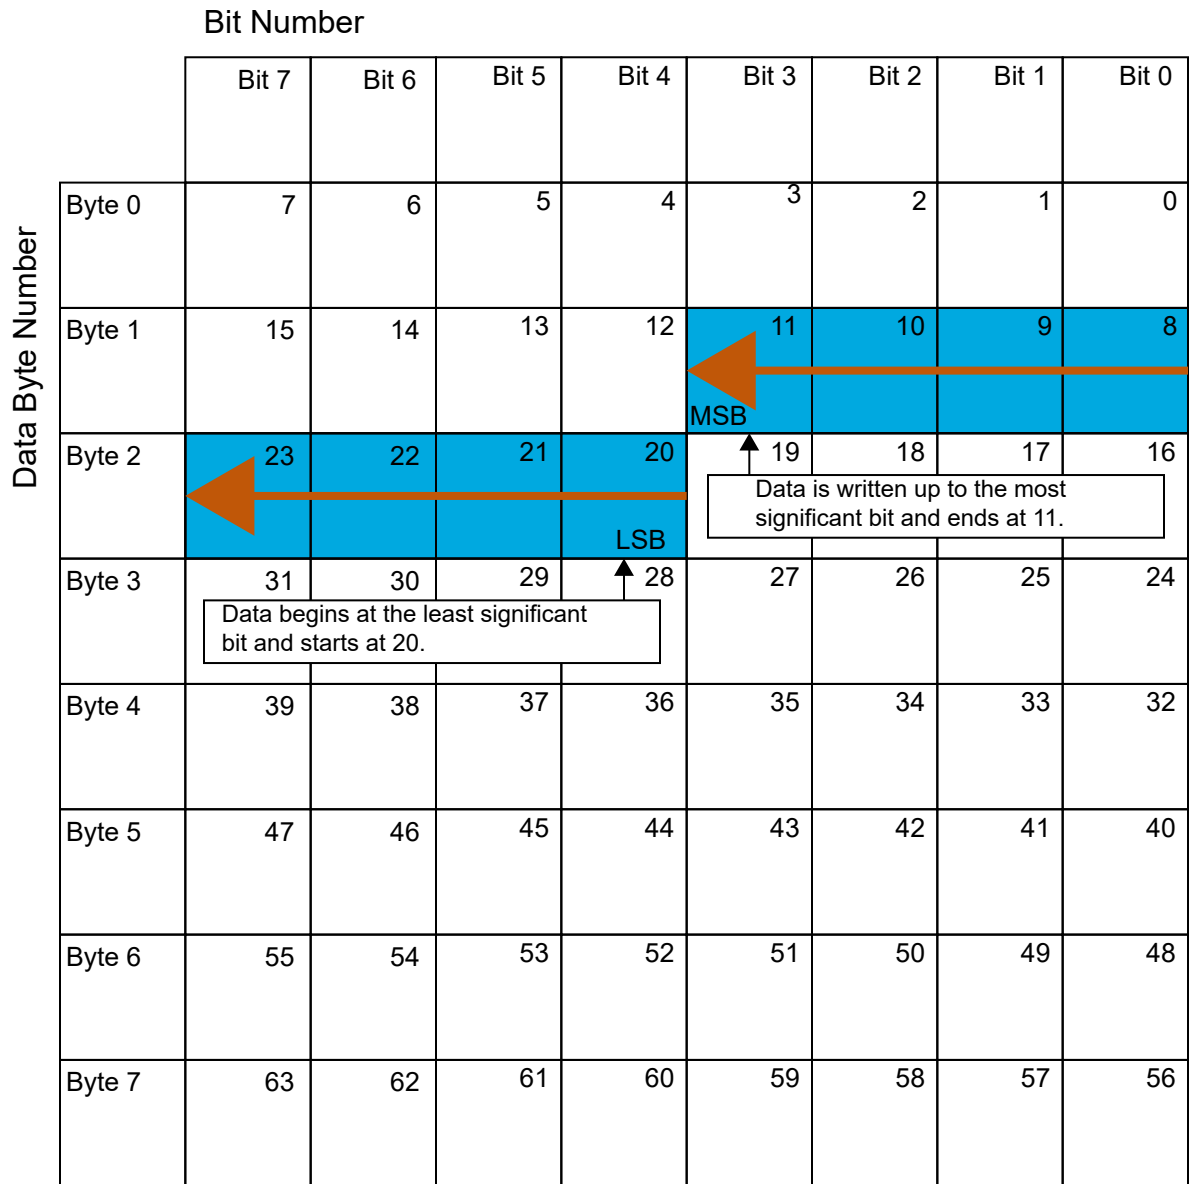 Bit Number
Bit 7 Bit 6 Bit 5 Bit 4 Bit 3 Bit 2 Bit 1 Bit 0
Data Byte Number
Byte 0 7 6 5 4 3 2 1 0
Byte 1 15 14 13 12 11 10 9 8
MSB
Byte 2 23 22 21 20 19 18 17 16
Data is written up to the most
significant bit and ends at 11.
LSB
Byte 3 31 30 29 28 27 26 25 24
Data begins at the least significant
bit and starts at 20.
Byte 4 39 38 37 36 35 34 33 32
Byte 5 47 46 45 44 43 42 41 40
Byte 6 55 54 53 52 51 50 49 48
Byte 7 63 62 61 60 59 58 57 56